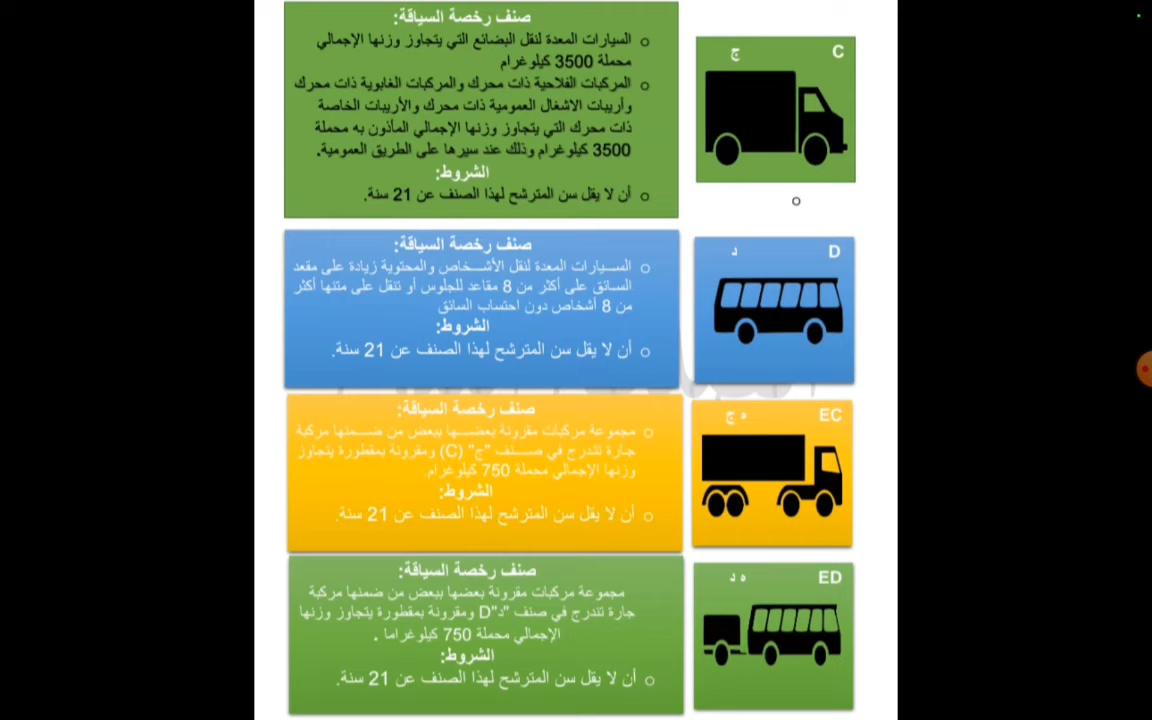 C
ج
صنف رخصة السياقة:
السيارات المعدة لنقل البضائع التي يتجاوز وزنها الإجمالي
محملة 3500 كيلوغرام
المركبات الفلاحية ذات محرك والمركبات الغابوية ذات محرك
وأربيات الاشغال العمومية ذات محرك والأربيات الخاصة
ذات محرك التي يتجاوز وزنها الإجمالي المأذون به محملة
3500 كيلوغرام وذلك عند سيرها على الطريق العمومية.
الشروط:
أن لا يقل سن المترشح لهذا الصنف عن 21 سنة.
D
د
صنف رخصة السياقة:
الســيارات المعدة لنقل الأشــخاص والمحتوية زيادة على مقعد
السائق على أكثر من 8 مقاعد للجلوس أو تنقل على متنها أكثر
من 8 أشخاص دون احتساب السائق
الشروط:
أن لا يقل سن المترشح لهذا الصنف عن 21 سنة.
EC
ه ج
صنف رخصة السياقة:
مجموعة مركبات مقرونة بعضــها ببعض من ضــمنها مركبة
جارة تندرج في صــنف "ج" (C) ومقرونة بمقطورة يتجاوز
وزنها الإجمالي محملة 750 كيلوغرام.
الشروط:
أن لا يقل سن المترشح لهذا الصنف عن 21 سنة.
ED
ه د
صنف رخصة السياقة:
مجموعة مركبات مقرونة بعضها ببعض من ضمنها مركبة
جارة تندرج في صنف "د"D ومقرونة بمقطورة يتجاوز وزنها
الإجمالي محملة 750 كيلوغراما .
الشروط:
أن لا يقل سن المترشح لهذا الصنف عن 21 سنة.